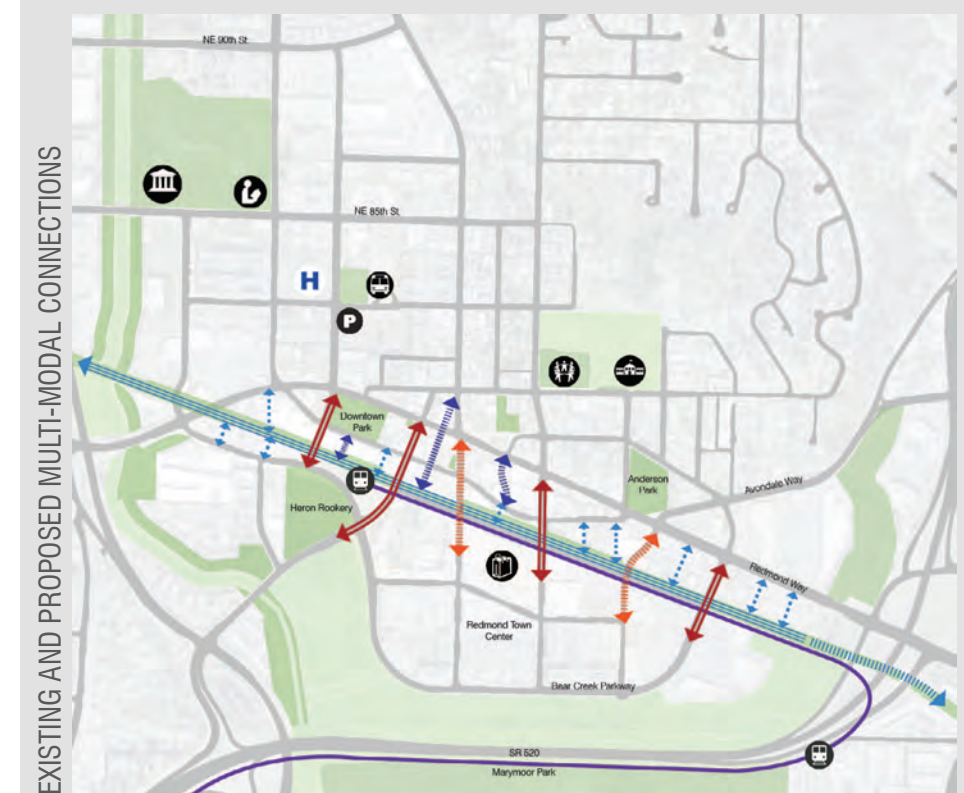 EXISTING AND PROPOSED MULTI-MODAL CONNECTIONS
NE 90th St
NE 85th St
H
P
Downtown
Park
Heron Rookery
Anderson
Park
Avondale Way
Redmond Way
Redmond Town
Center
Bear Creek Parkway
SR 520
Marymoor Park